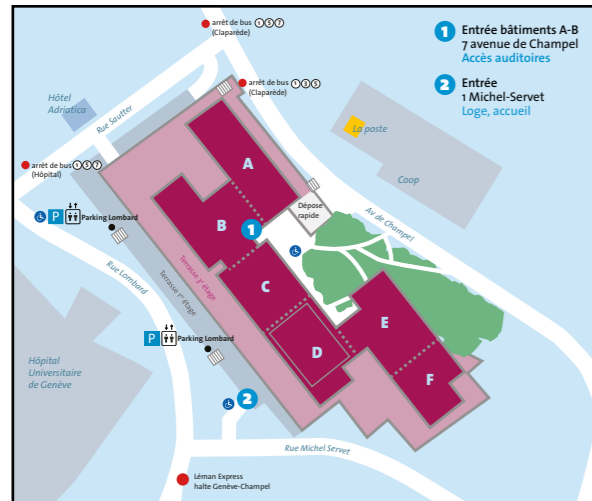 arrêt de bus 1 5 7
(Claparède)
1 Entrée bâtiments A-B
7 avenue de Champel
Accès auditoires
2 Entrée
1 Michel-Servet
Loge, accueil
arrêt de bus 1 3 5
(Claparède)
Hôtel
Adriatica
Rue Sautter
La poste
Coop
arrêt de bus 1 5 7
(Hôpital)
A
Dépose
rapide
P Parking Lombard
B
1
Av de Champel
Rue Lombard
Terrasse 3e étage
Terrasse 1er étage
C
E
D
F
P Parking Lombard
Hôpital
Universitaire
de Genève
2
Rue Michel Servet
Léman Express
halte Genève-Champel